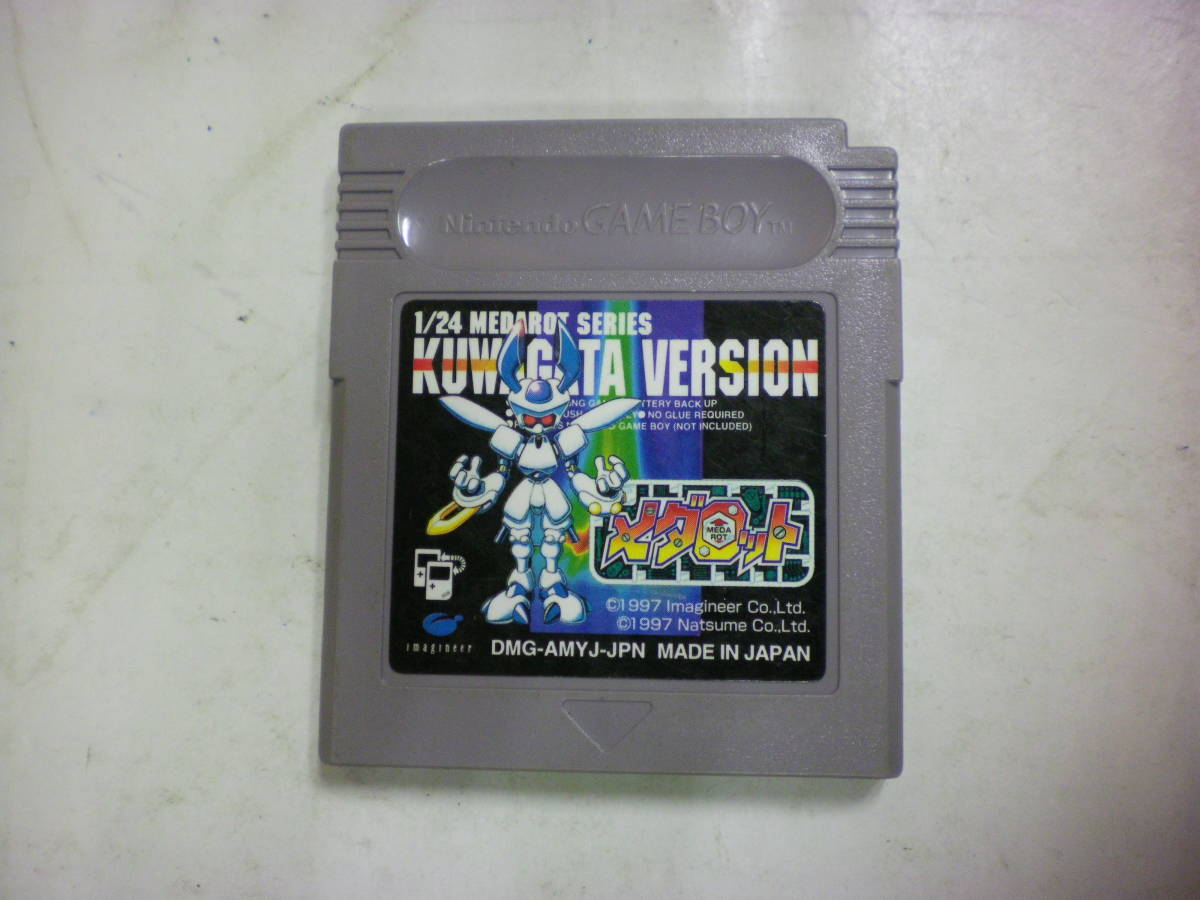 Nintendo GAME BOY TM
1/24 MEDAROT SERIES
KUWAGATA VERSION
BACK UP
NO GLUE REQUIRED
GAME BOY (NOT INCLUDED)
メダロット
MEDA
ROT
©1997 Imagineer Co.,Ltd.
©1997 Natsume Co.,Ltd.
imagineer
DMG-AMYJ-JPN MADE IN JAPAN